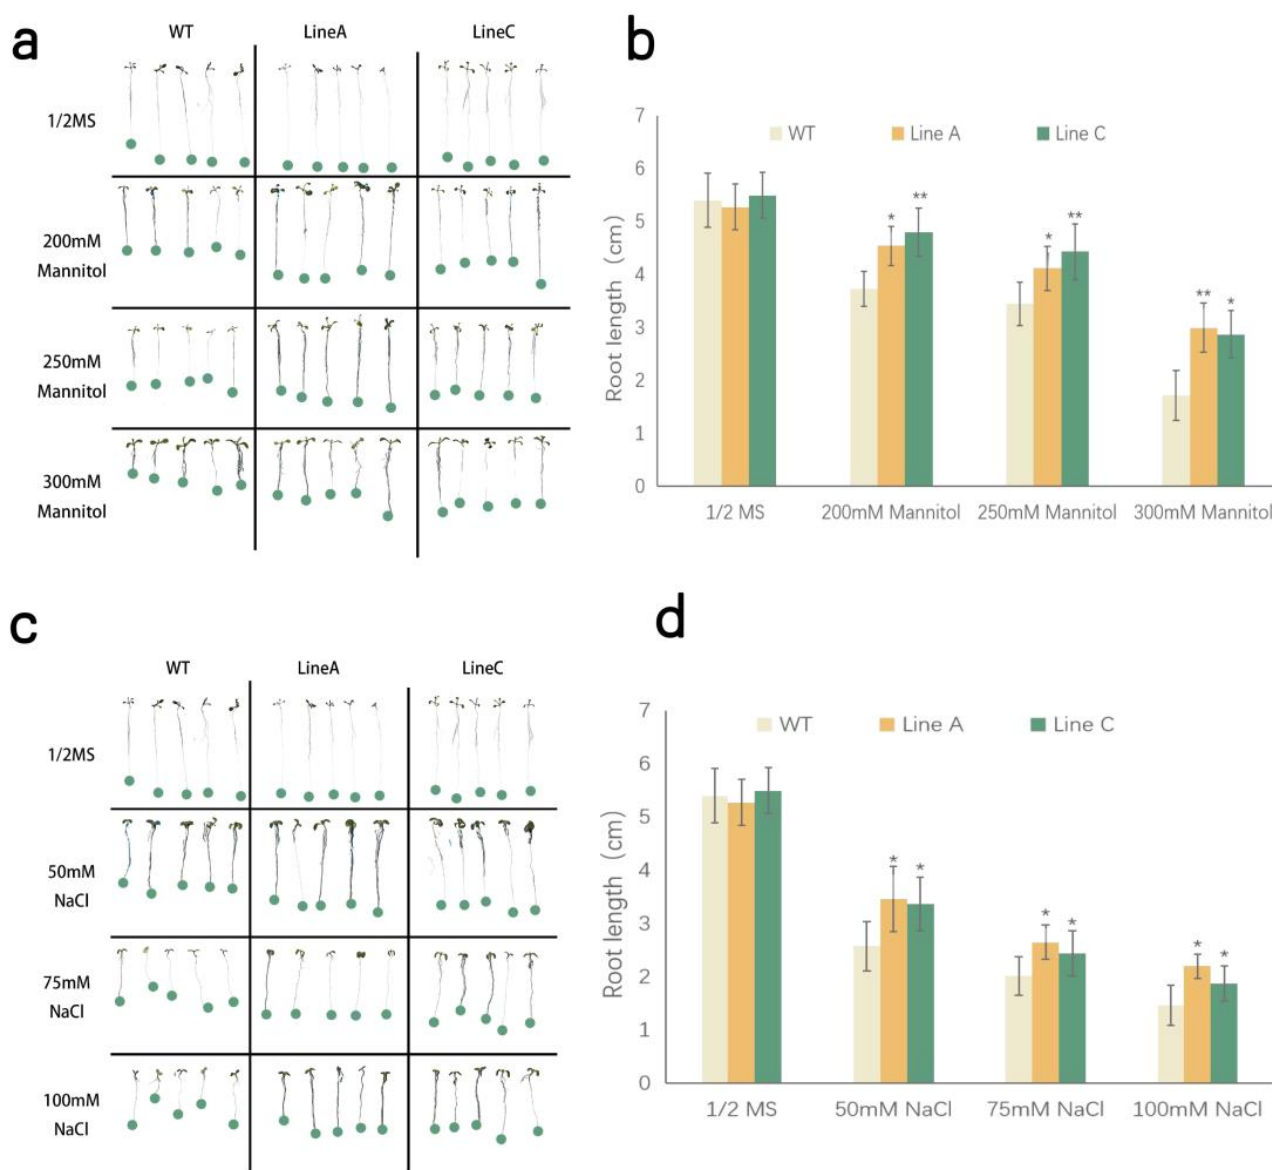 a
WT LineA LineC
1/2MS
200mM
Mannitol
250mM
Mannitol
300mM
Mannitol
b
7
WT Line A Line C
6
5
4
3
2
1
0
Root length（cm）
* ** * ** ** *
1/2 MS 200mM Mannitol 250mM Mannitol 300mM Mannitol
c
WT LineA LineC
1/2MS
50mM
NaCl
75mM
NaCl
100mM
NaCl
d
7
WT Line A Line C
6
5
4
3
2
1
0
Root length（cm）
* * * * * *
1/2 MS 50mM NaCl 75mM NaCl 100mM NaCl